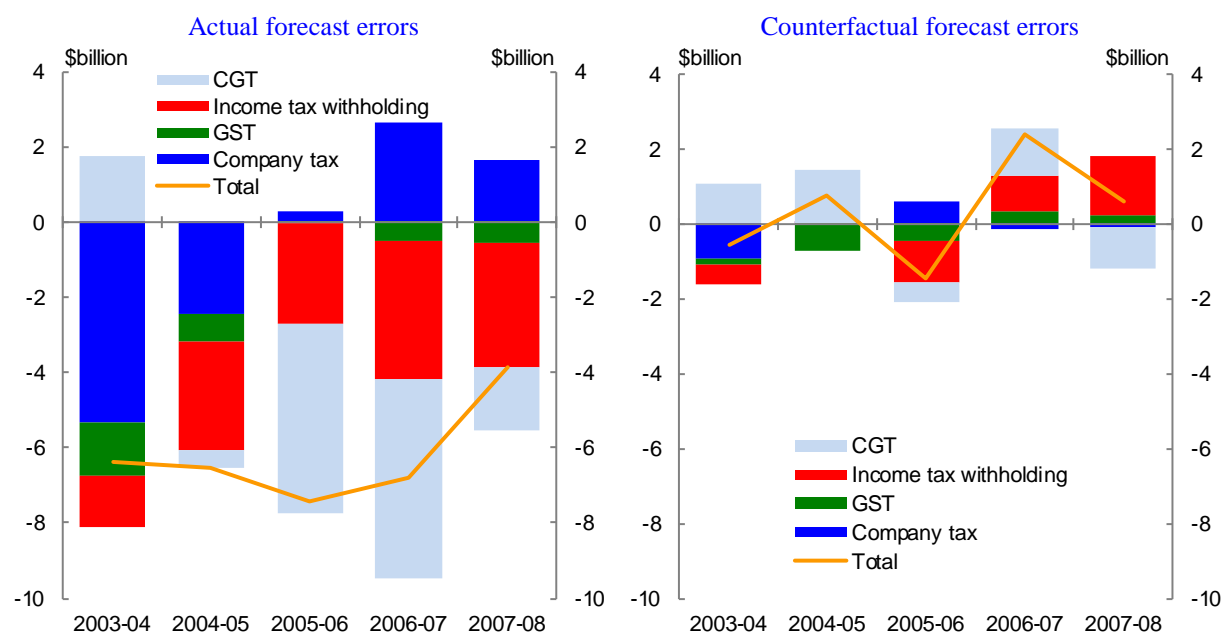 Actual forecast errors
$billion
$billion
CGT
Income tax withholding
GST
Company tax
Total
4
2
0
-2
-4
-6
-8
-10
4
2
0
-2
-4
-6
-8
-10
2003-04 2004-05 2005-06 2006-07 2007-08
Counterfactual forecast errors
$billion
$billion
4
2
0
-2
-4
-6
-8
-10
4
2
0
-2
-4
-6
-8
-10
CGT
Income tax withholding
GST
Company tax
Total
2003-04 2004-05 2005-06 2006-07 2007-08